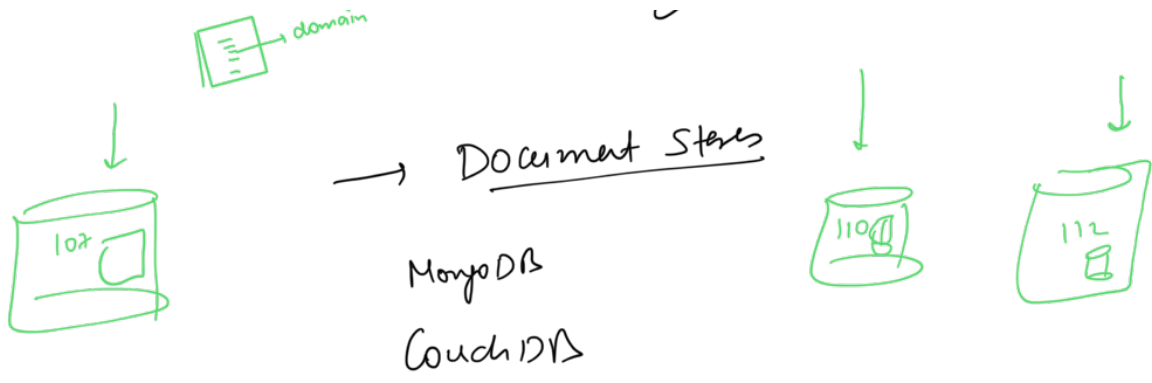 domain
→ Document Stores
107
110
112
MongoDB
CouchDB